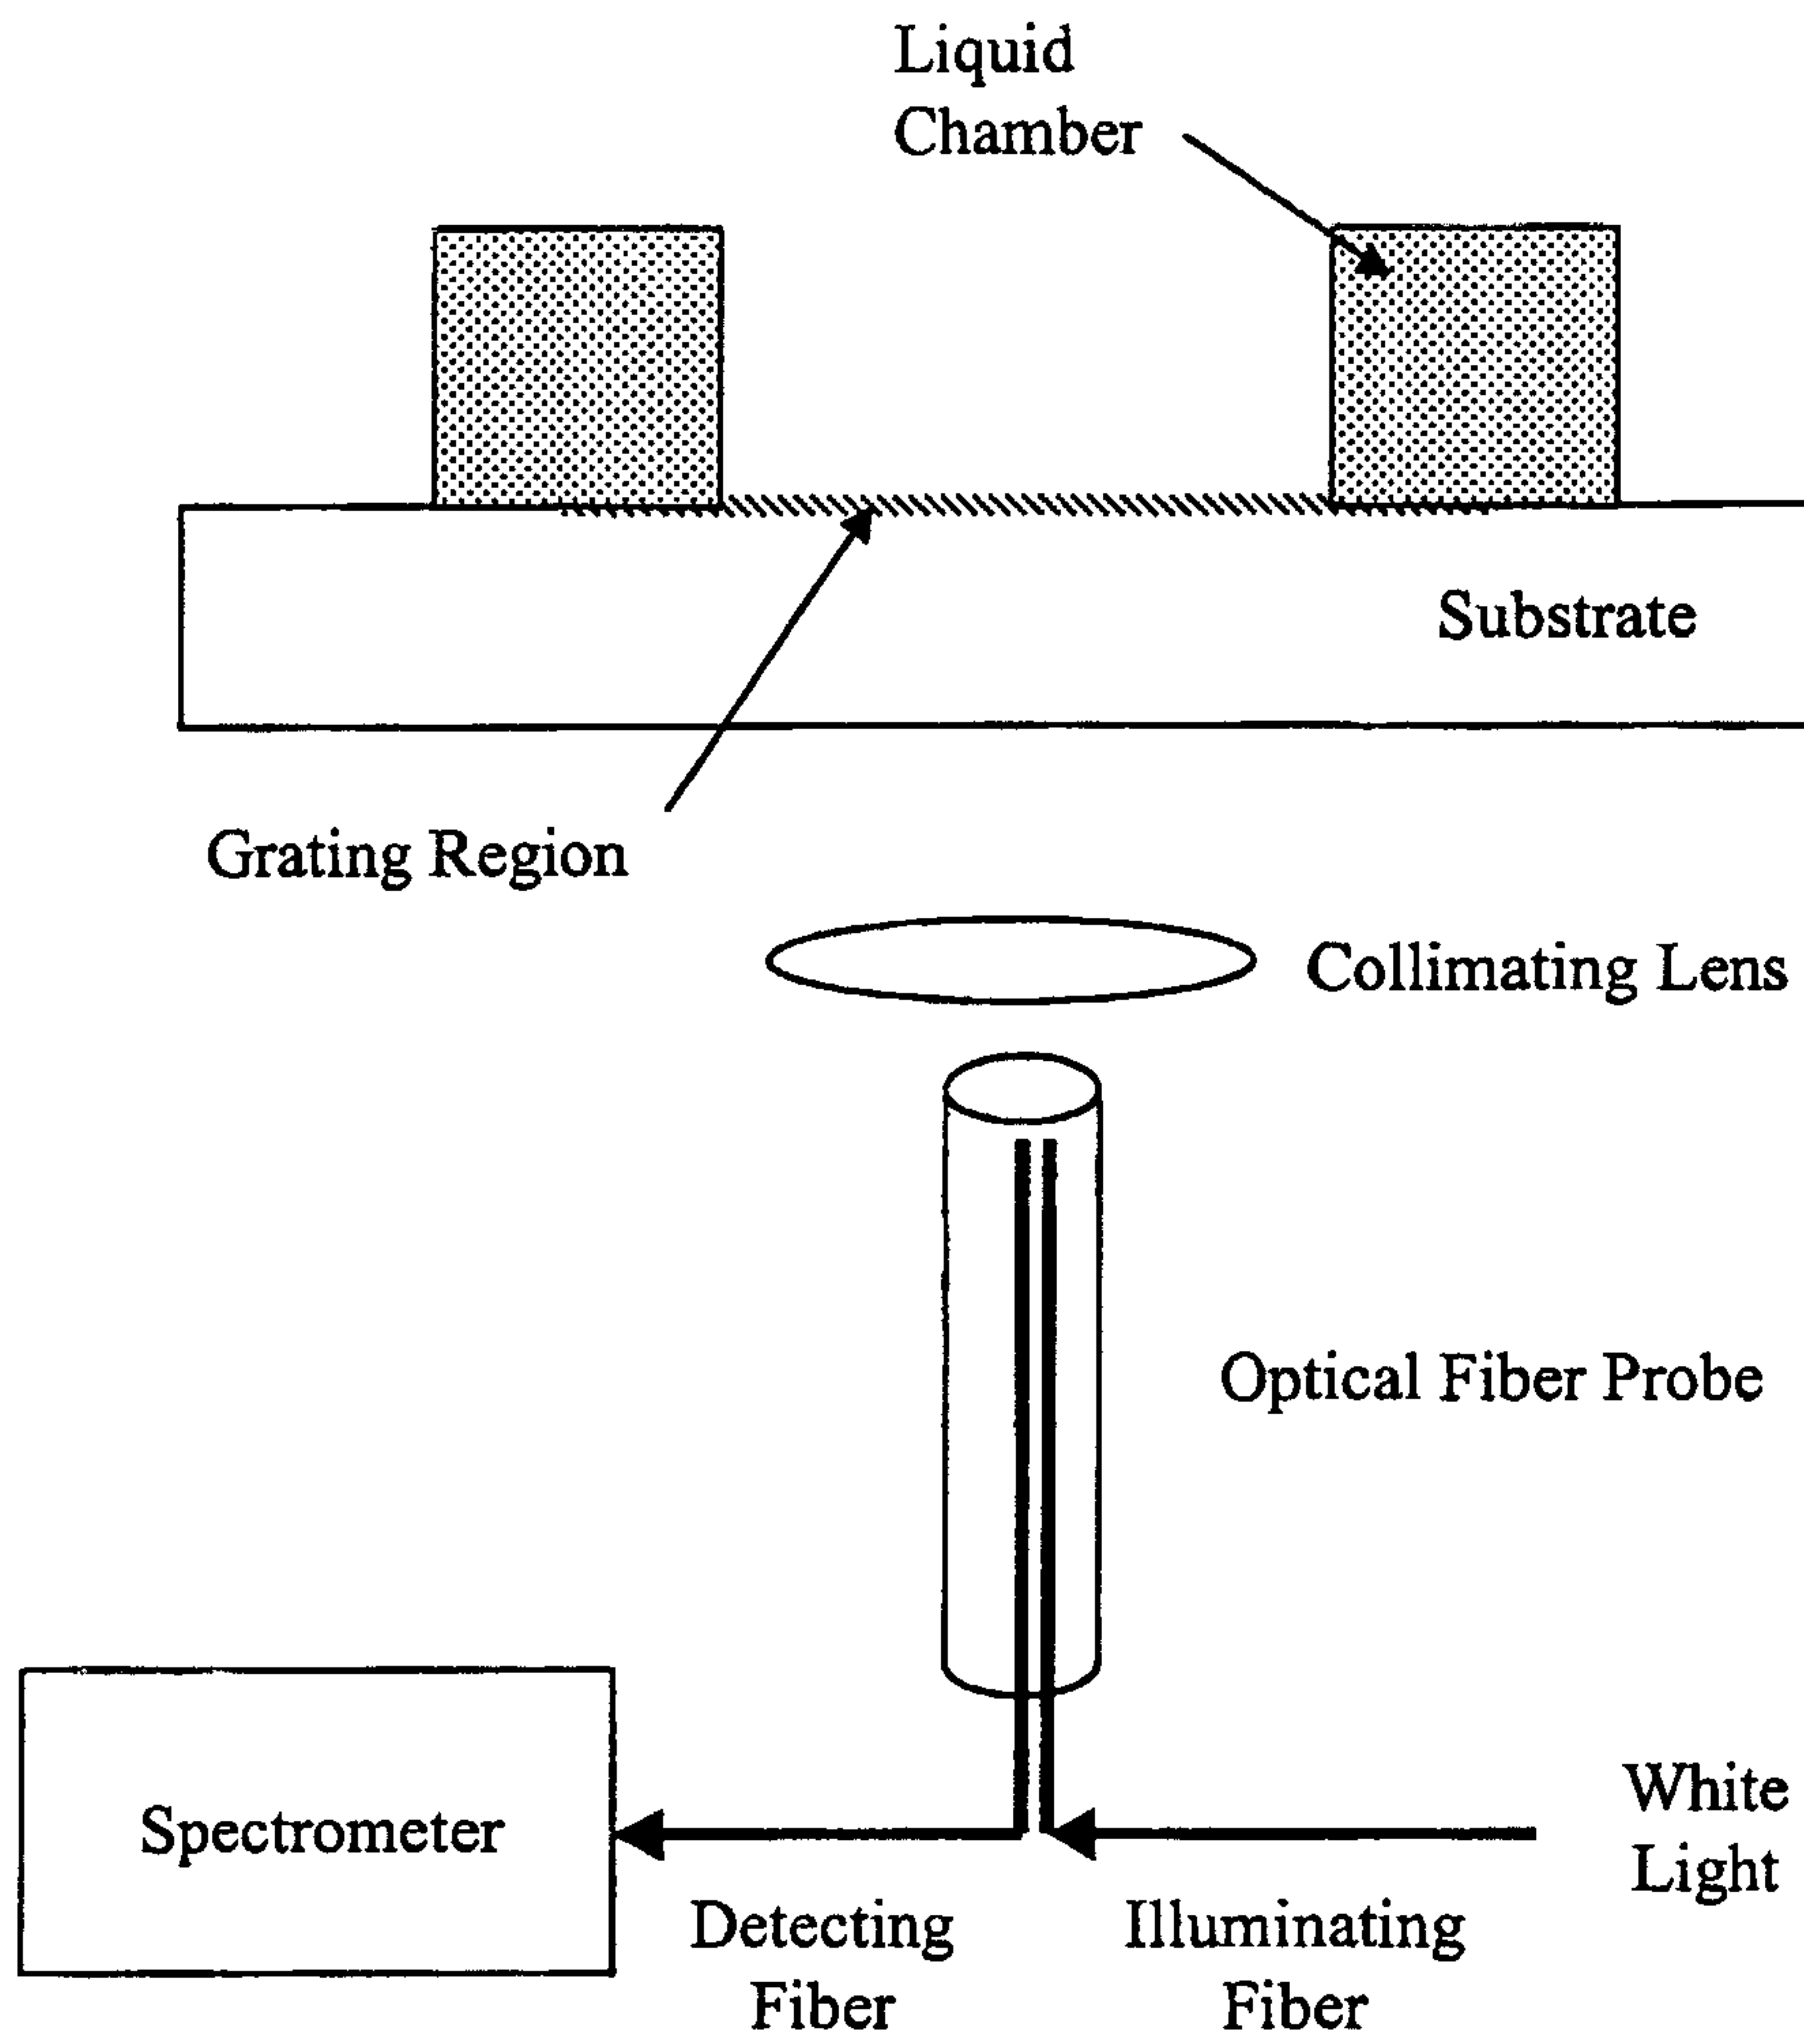 Liquid
Chamber
Substrate
Grating Region
Collimating Lens
Optical Fiber Probe
White
Light
Spectrometer
Detecting
Fiber
Illuminating
Fiber